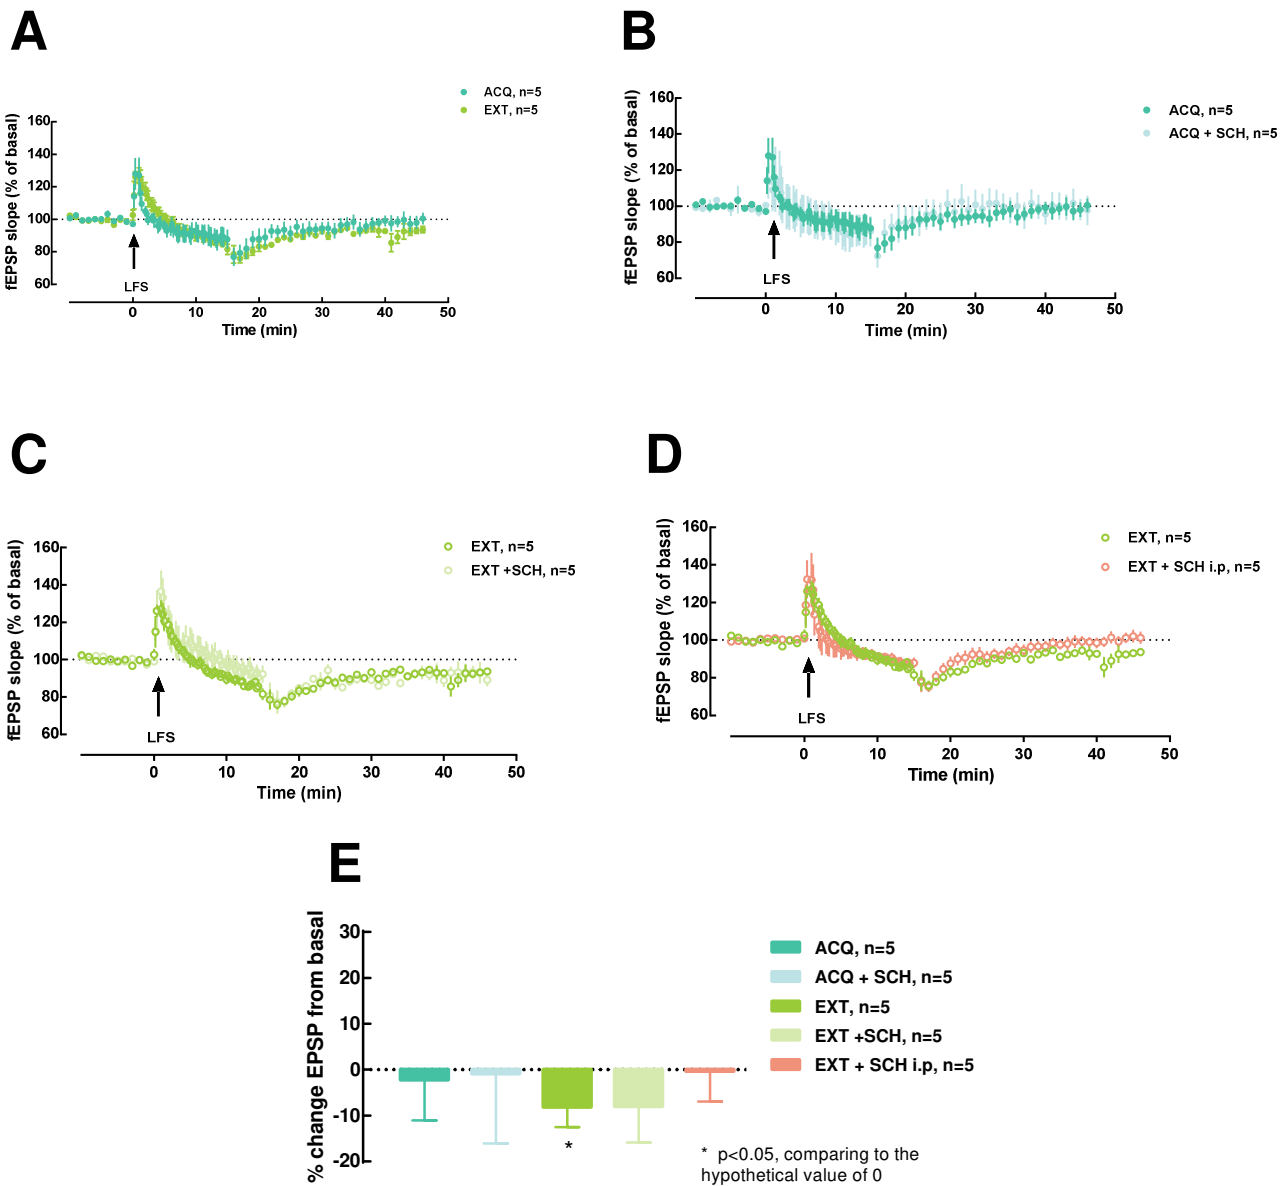 A
ACQ, n=5
EXT, n=5
fEPSP slope (% of basal)
160
140
120
100
80
60
LFS
0 10 20 30 40 50
Time (min)
B
ACQ, n=5
ACQ + SCH, n=5
fEPSP slope (% of basal)
160
140
120
100
80
60
LFS
0 10 20 30 40 50
Time (min)
C
EXT, n=5
EXT +SCH, n=5
fEPSP slope (% of basal)
160
140
120
100
80
60
LFS
0 10 20 30 40 50
Time (min)
D
EXT, n=5
EXT + SCH i.p, n=5
fEPSP slope (% of basal)
160
140
120
100
80
60
LFS
0 10 20 30 40 50
Time (min)
E
% change EPSP from basal
30
20
10
0
-10
-20
*
ACQ, n=5
ACQ + SCH, n=5
EXT, n=5
EXT +SCH, n=5
EXT + SCH i.p, n=5
* p<0.05, comparing to the
hypothetical value of 0